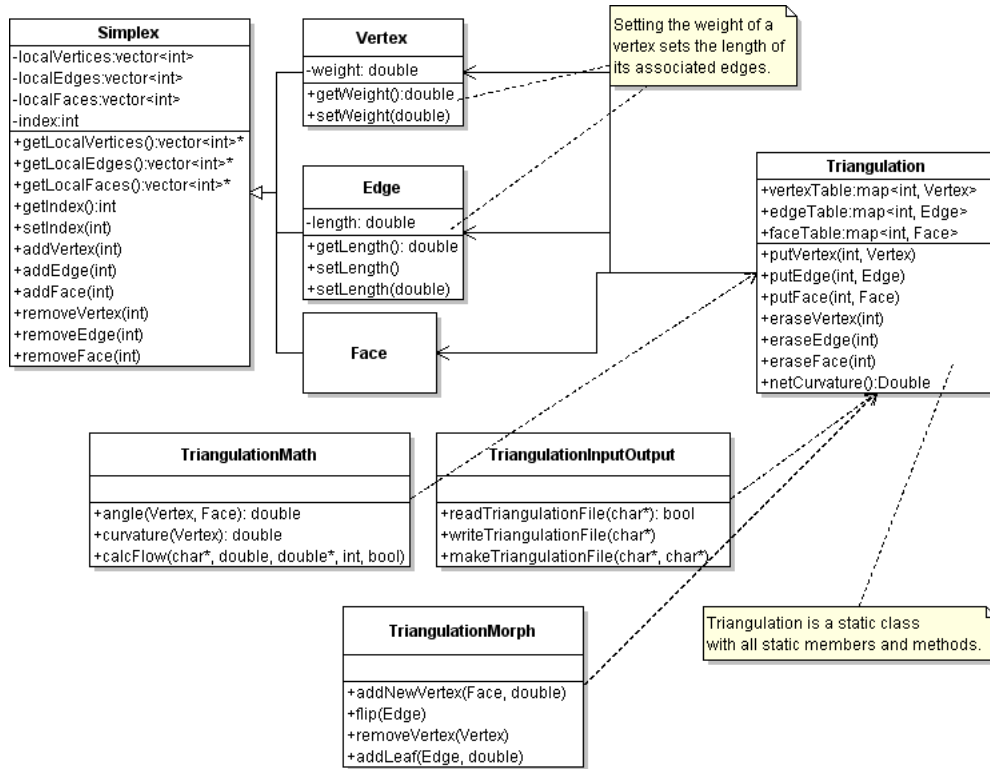 Simplex
-localVertices:vector<int>
-localEdges:vector<int>
-localFaces:vector<int>
-index:int
+getLocalVertices():vector<int>*
+getLocalEdges():vector<int>*
+getLocalFaces():vector<int>*
+getIndex():int
+setIndex(int)
+addVertex(int)
+addEdge(int)
+addFace(int)
+removeVertex(int)
+removeEdge(int)
+removeFace(int)
Vertex
-weight: double
+getWeight():double
+setWeight(double)
Setting the weight of a
vertex sets the length of
its associated edges.
Edge
-length: double
+getLength(): double
+setLength()
+setLength(double)
Face
Triangulation
+vertexTable:map<int, Vertex>
+edgeTable:map<int, Edge>
+faceTable:map<int, Face>
+putVertex(int, Vertex)
+putEdge(int, Edge)
+putFace(int, Face)
+eraseVertex(int)
+eraseEdge(int)
+eraseFace(int)
+netCurvature():Double
TriangulationMath
+angle(Vertex, Face): double
+curvature(Vertex): double
+calcFlow(char*, double, double*, int, bool)
TriangulationInputOutput
+readTriangulationFile(char*): bool
+writeTriangulationFile(char*)
+makeTriangulationFile(char*, char*)
TriangulationMorph
+addNewVertex(Face, double)
+flip(Edge)
+removeVertex(Vertex)
+addLeaf(Edge, double)
Triangulation is a static class
with all static members and methods.